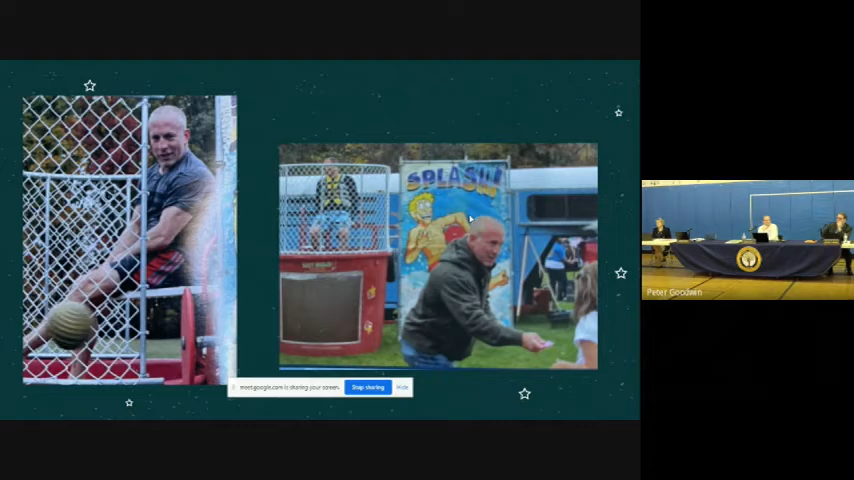 SPLASH
meet.google.com is sharing your screen.
Stop sharing
Hide
Peter Goodwin